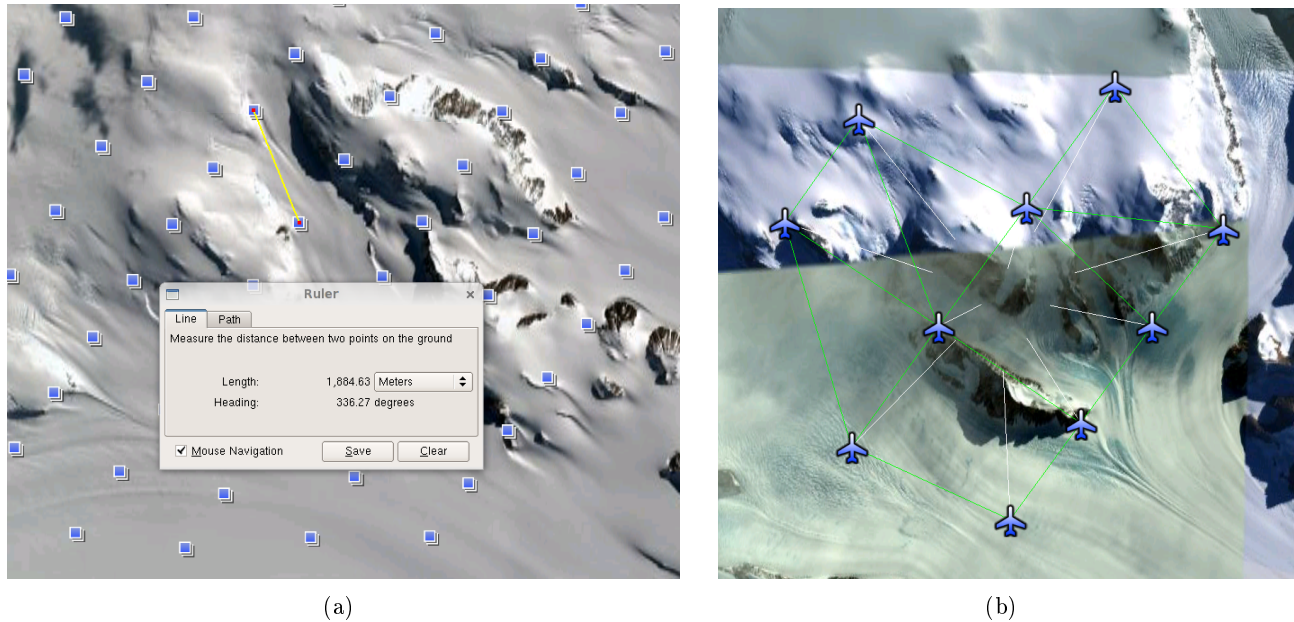 Ruler
Line Path
Measure the distance between two points on the ground
Length: 1,884.63 Meters
Heading: 336.27 degrees
Mouse Navigation Save Clear
(a) (b)